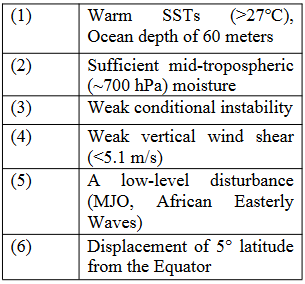 (1) Warm SSTs (>27°C),
Ocean depth of 60 meters
(2) Sufficient mid-tropospheric
(~700 hPa) moisture
(3) Weak conditional instability
(4) Weak vertical wind shear
(<5.1 m/s)
(5) A low-level disturbance
(MJO, African Easterly
Waves)
(6) Displacement of 5° latitude
from the Equator